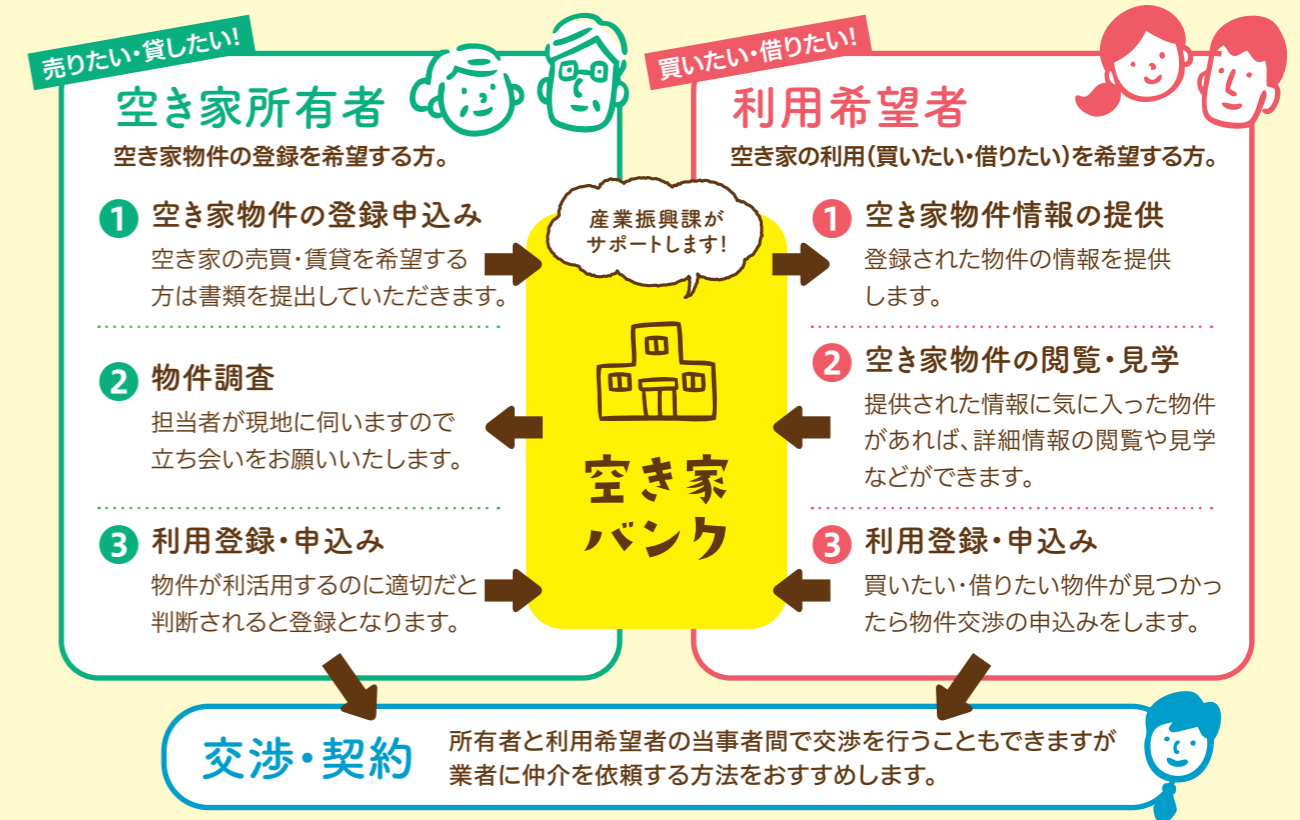 売りたい・貸したい！
空き家所有者
空き家物件の登録を希望する方。
1 空き家物件の登録申込み
空き家の売買・賃貸を希望する
方は書類を提出していただきます。
2 物件調査
担当者が現地に伺いますので
立ち会いをお願いいたします。
3 利用登録・申込み
物件が利活用するのに適切だと
判断されると登録となります。
産業振興課が
サポートします！
空き家
バンク
買いたい・借りたい！
利用希望者
空き家の利用（買いたい・借りたい）を希望する方。
1 空き家物件情報の提供
登録された物件の情報を提供
します。
2 空き家物件の閲覧・見学
提供された情報に気に入った物件
があれば、詳細情報の閲覧や見学
などができます。
3 利用登録・申込み
買いたい・借りたい物件が見つかっ
たら物件交渉の申込みをします。
交渉・契約
所有者と利用希望者の当事者間で交渉を行うこともできますが
業者に仲介を依頼する方法をおすすめします。